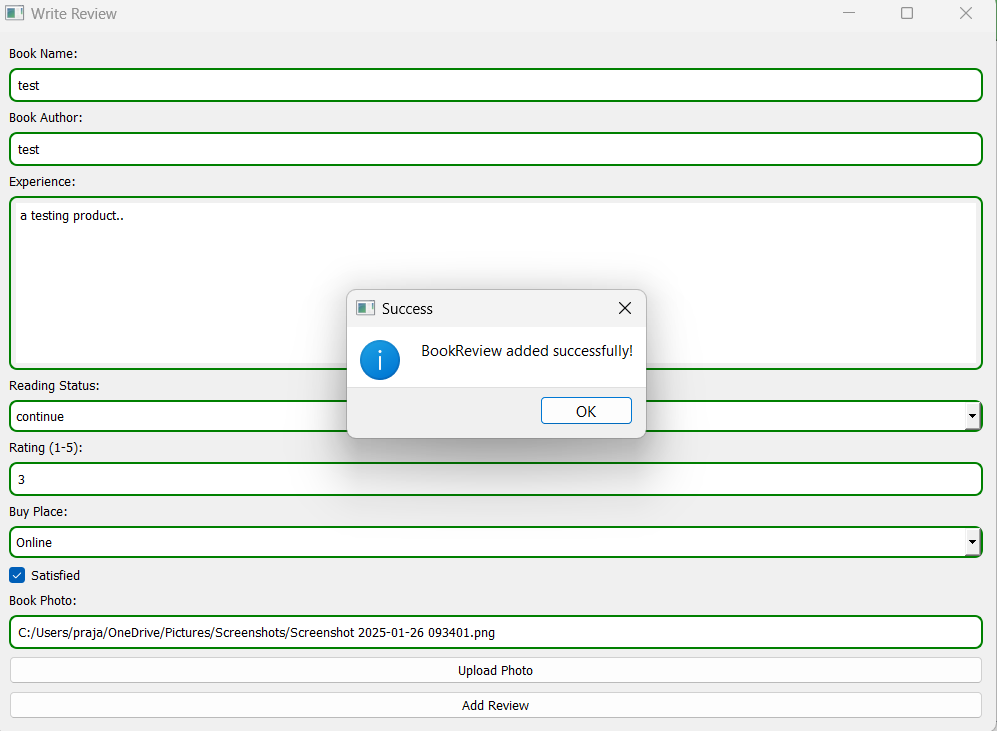 Write Review
Book Name:
test
Book Author:
test
Experience:
a testing product..
Success
BookReview added successfully!
OK
Reading Status:
continue
Rating (1-5):
3
Buy Place:
Online
Satisfied
Book Photo:
C:/Users/praja/OneDrive/Pictures/Screenshots/Screenshot 2025-01-26 093401.png
Upload Photo
Add Review